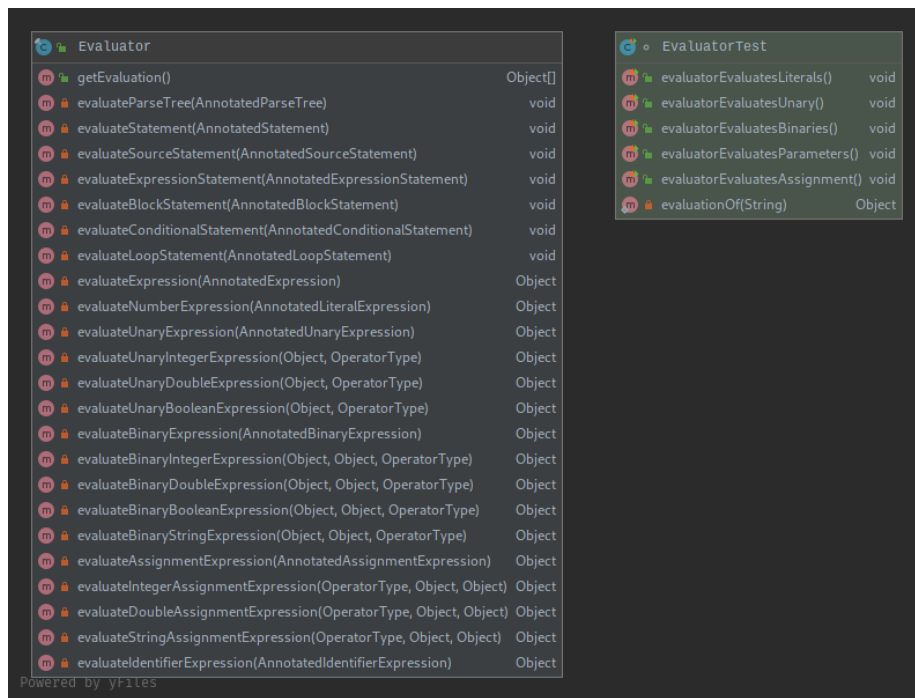 Evaluator
getEvaluation() Object[]
evaluateParseTree(AnnotatedParseTree) void
evaluateStatement(AnnotatedStatement) void
evaluateSourceStatement(AnnotatedSourceStatement) void
evaluateExpressionStatement(AnnotatedExpressionStatement) void
evaluateBlockStatement(AnnotatedBlockStatement) void
evaluateConditionalStatement(AnnotatedConditionalStatement) void
evaluateLoopStatement(AnnotatedLoopStatement) void
evaluateExpression(AnnotatedExpression) Object
evaluateNumberExpression(AnnotatedLiteralExpression) Object
evaluateUnaryExpression(AnnotatedUnaryExpression) Object
evaluateUnaryIntegerExpression(Object, OperatorType) Object
evaluateUnaryDoubleExpression(Object, OperatorType) Object
evaluateUnaryBooleanExpression(Object, OperatorType) Object
evaluateBinaryExpression(AnnotatedBinaryExpression) Object
evaluateBinaryIntegerExpression(Object, Object, OperatorType) Object
evaluateBinaryDoubleExpression(Object, Object, OperatorType) Object
evaluateBinaryBooleanExpression(Object, Object, OperatorType) Object
evaluateBinaryStringExpression(Object, Object, OperatorType) Object
evaluateAssignmentExpression(AnnotatedAssignmentExpression) Object
evaluateIntegerAssignmentExpression(OperatorType, Object, Object) Object
evaluateDoubleAssignmentExpression(OperatorType, Object, Object) Object
evaluateStringAssignmentExpression(OperatorType, Object, Object) Object
evaluateIdentifierExpression(AnnotatedIdentifierExpression) Object
EvaluatorTest
evaluatorEvaluatesLiterals() void
evaluatorEvaluatesUnary() void
evaluatorEvaluatesBinaries() void
evaluatorEvaluatesParameters() void
evaluatorEvaluatesAssignment() void
evaluationOf(String) Object
Powered by yFiles